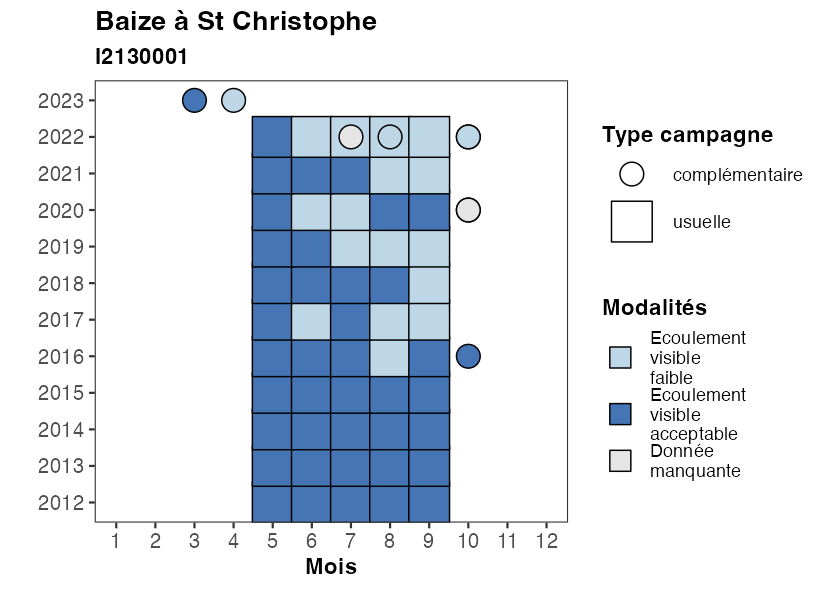 Baize à St Christophe
I2130001
2023
2022
2021
2020
2019
2018
2017
2016
2015
2014
2013
2012
1 2 3 4 5 6 7 8 9 10 11 12
Mois
Type campagne
complémentaire
usuelle
Modalités
Ecoulement
visible
faible
Ecoulement
visible
acceptable
Donnée
manquante